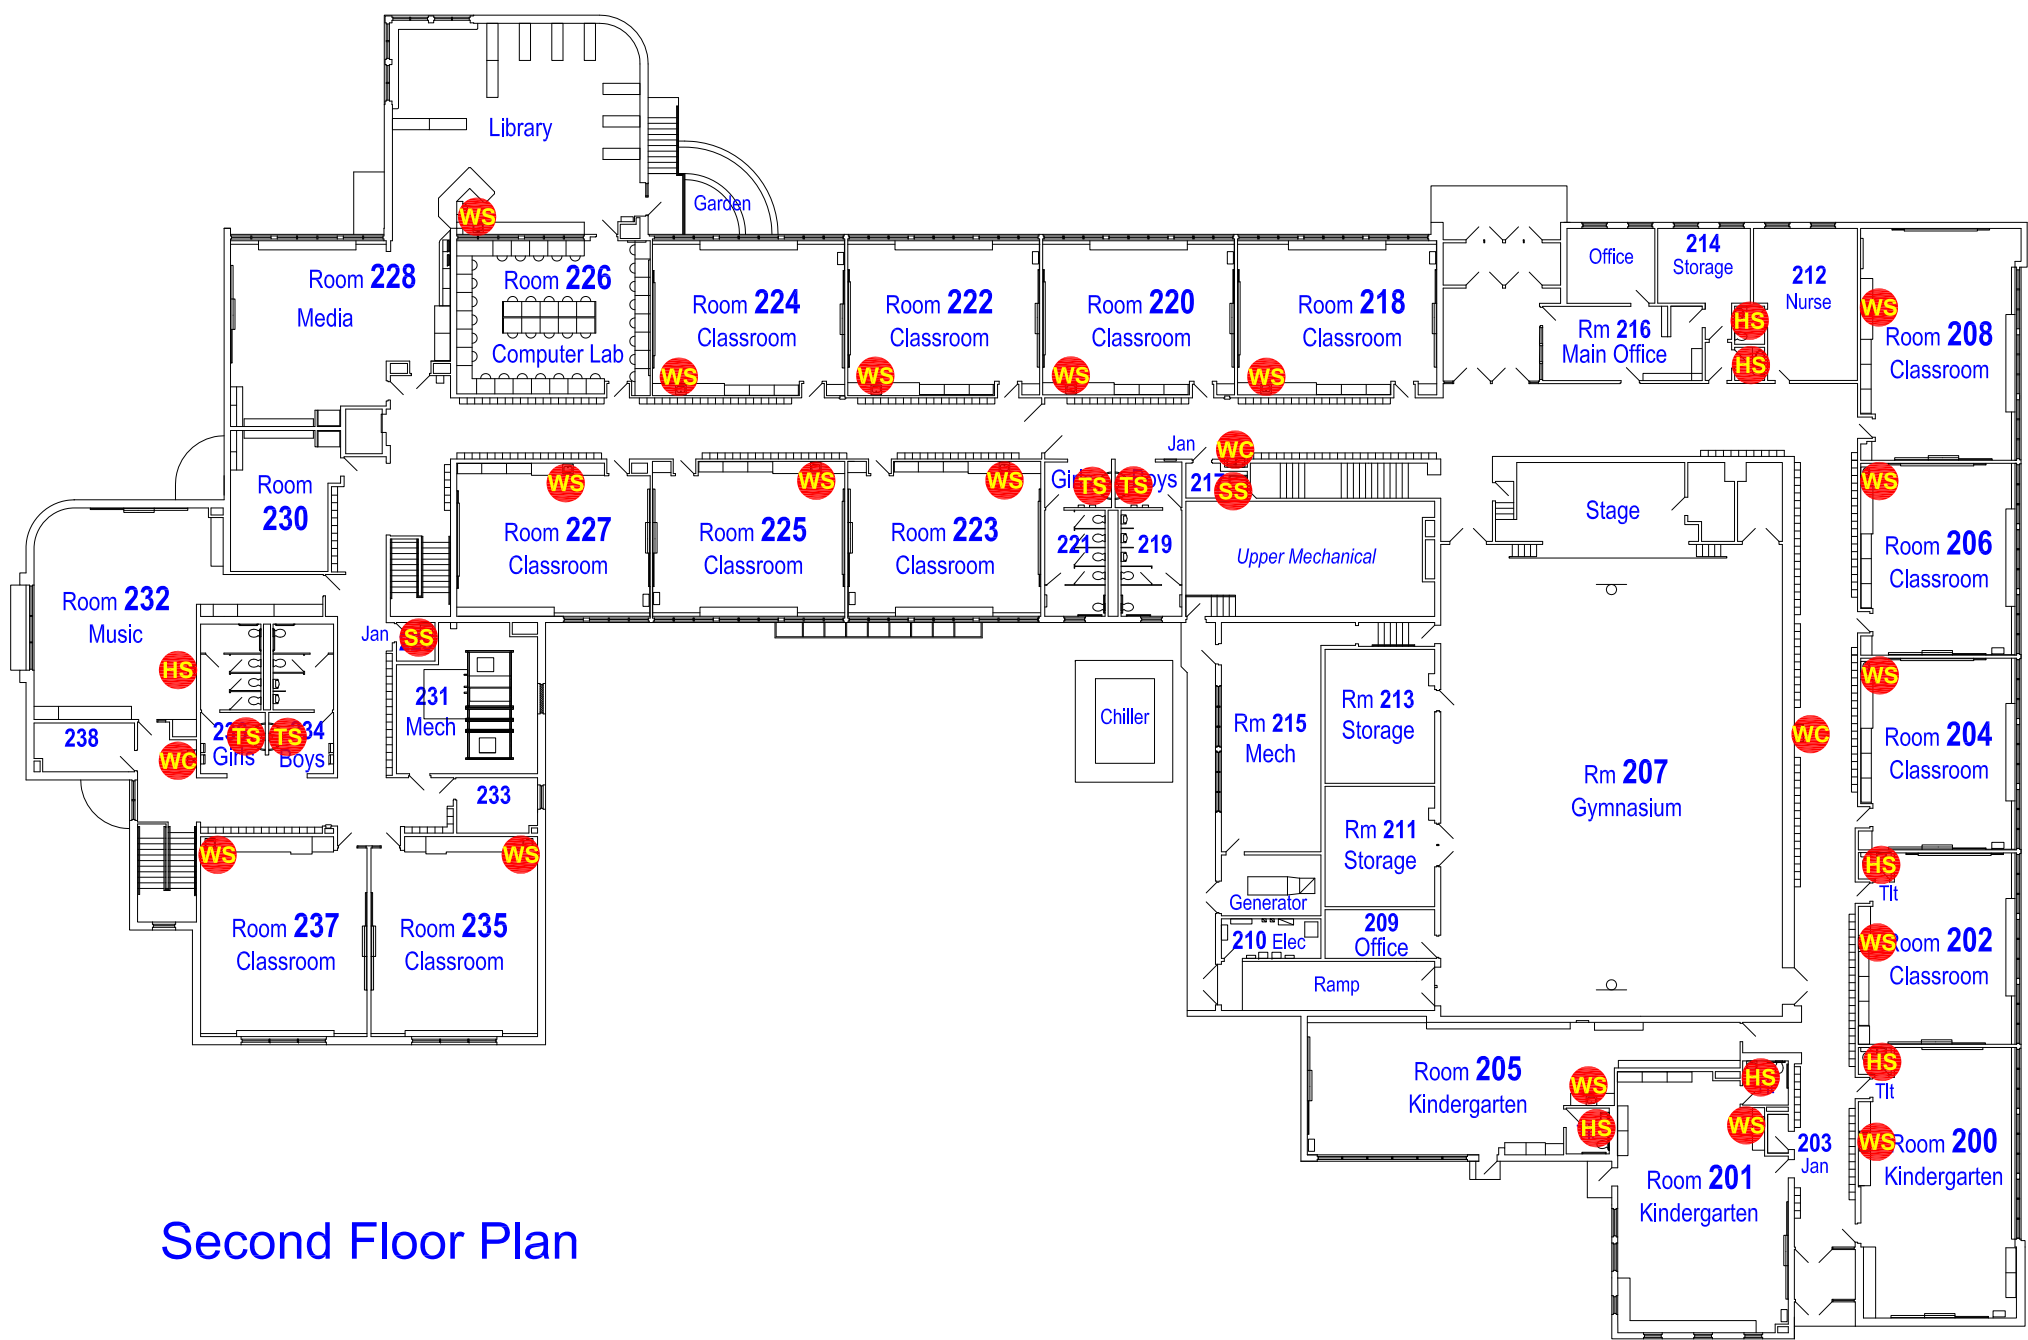 Library
WS
Garden
Room 228
Media
Room 226
Computer Lab
Room 224
Classroom
WS
Room 222
Classroom
WS
Room 220
Classroom
WS
Room 218
Classroom
WS
Office
214
Storage
212
Nurse
Rm 216
Main Office
HS
HS
WS
Room 208
Classroom
Jan
WC
217
SS
Room
230
WS
Room 227
Classroom
WS
Room 225
Classroom
WS
Room 223
Classroom
TS
221
TS
219
Upper Mechanical
Stage
WS
Room 206
Classroom
Room 232
Music
HS
Jan
SS
231
Mech
238
WC
TS
Girls
TS
Boys
233
Chiller
Rm 215
Mech
Rm 213
Storage
Rm 211
Storage
Rm 207
Gymnasium
WC
WS
Room 204
Classroom
WS
Room 237
Classroom
WS
Room 235
Classroom
Generator
210 Elec
209
Office
Ramp
HS
Tlt
WS
Room 202
Classroom
Room 205
Kindergarten
WS
HS
HS
WS
Room 201
Kindergarten
203
Jan
HS
Tlt
WS
Room 200
Kindergarten
Second Floor Plan